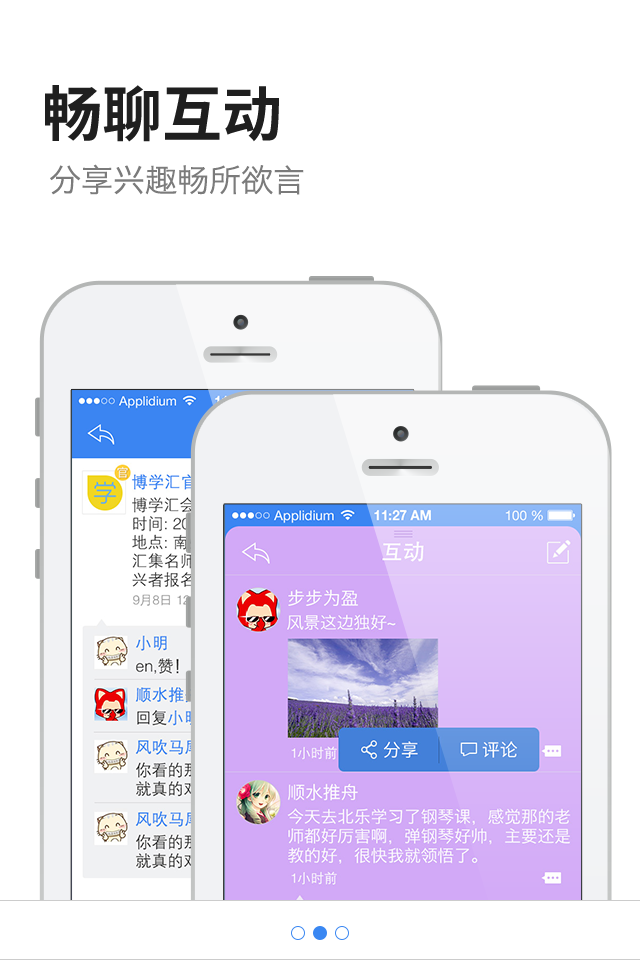 畅聊互动
分享兴趣畅所欲言
Applidium
官
学
博学汇官
博学汇会
时间: 20
地点: 南
汇集名师
兴者报名
9月8日 12
小明
en,赞！
顺水推舟
回复小明
风吹马尾
你看的那
就真的对
风吹马尾
你看的那
就真的对
Applidium 11:27 AM 100 %
互动
步步为盈
风景这边独好~
1小时前
分享 评论
顺水推舟
今天去北乐学习了钢琴课，感觉那的老
师都好厉害啊，弹钢琴好帅，主要还是
教的好，很快我就领悟了。
1小时前